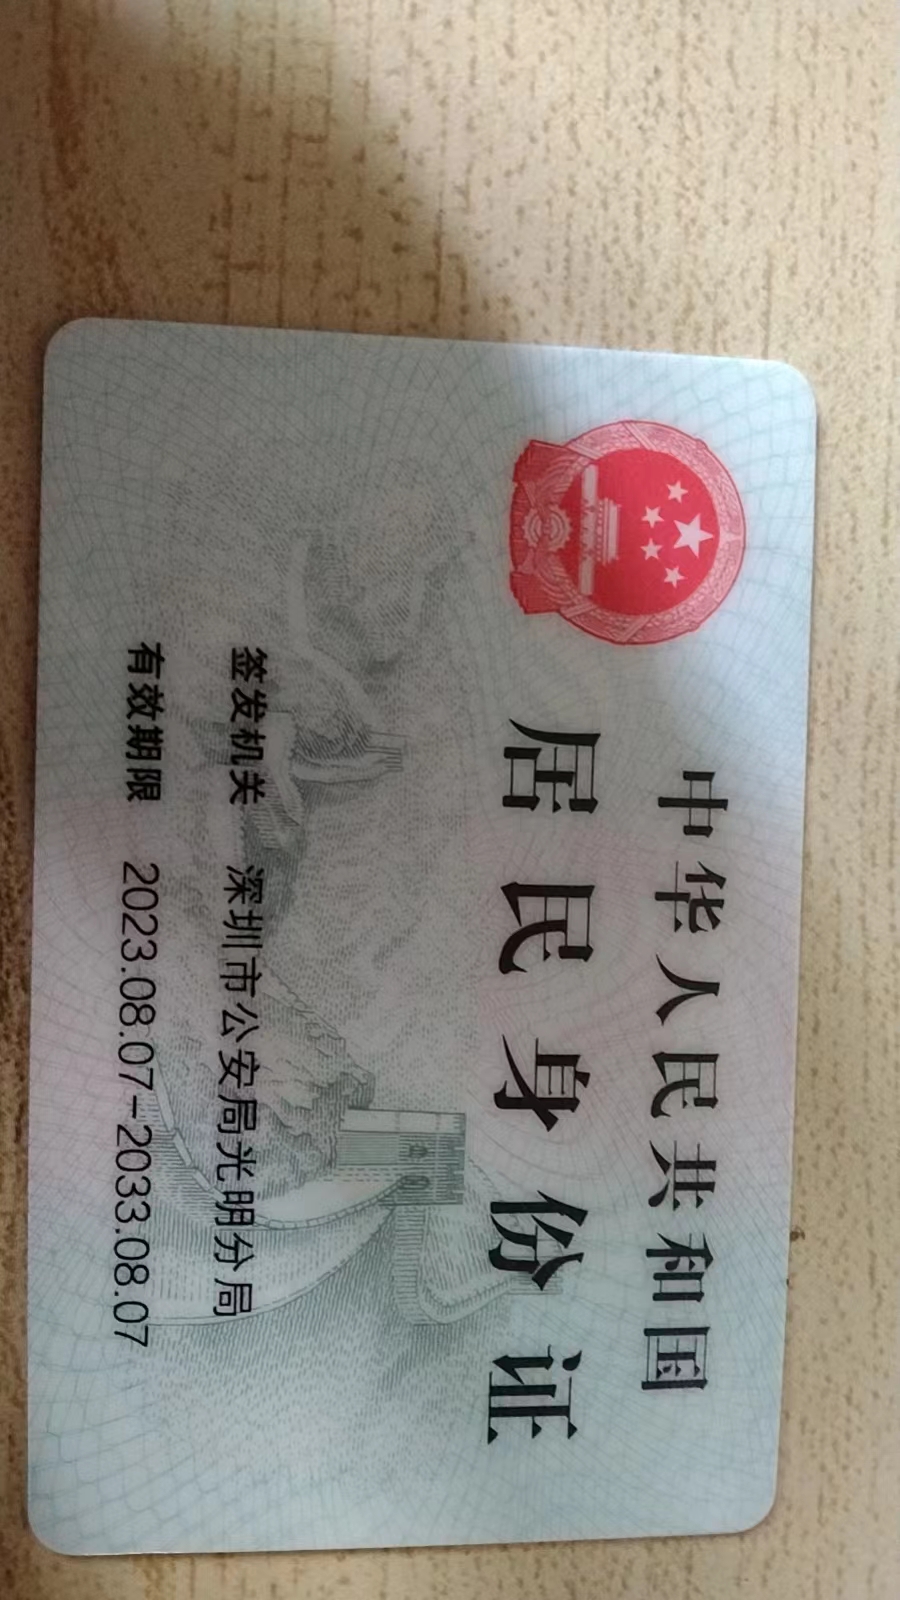 中华人民共和国
居民身份证
签发机关 深圳市公安局光明分局
有效期限 2023.08.07-2033.08.07